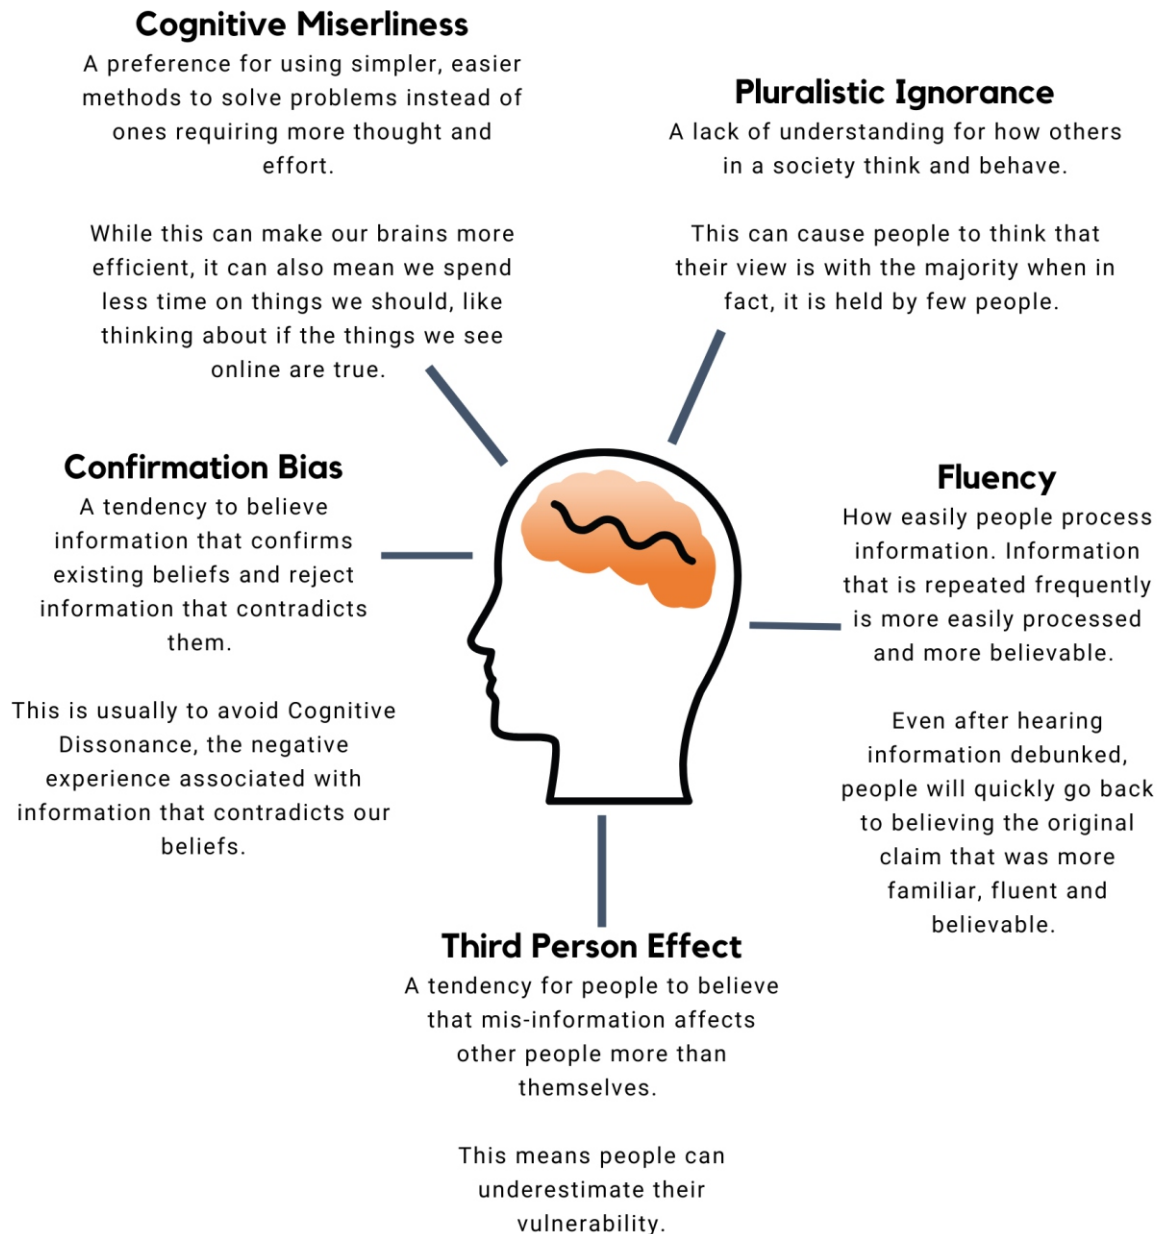 Cognitive Miserliness
A preference for using simpler, easier
methods to solve problems instead of
ones requiring more thought and
effort.
While this can make our brains more
efficient, it can also mean we spend
less time on things we should, like
thinking about if the things we see
online are true.
Pluralistic Ignorance
A lack of understanding for how others
in a society think and behave.
This can cause people to think that
their view is with the majority when in
fact, it is held by few people.
Confirmation Bias
A tendency to believe
information that confirms
existing beliefs and reject
information that contradicts
them.
This is usually to avoid Cognitive
Dissonance, the negative
experience associated with
information that contradicts our
beliefs.
Fluency
How easily people process
information. Information
that is repeated frequently
is more easily processed
and more believable.
Even after hearing
information debunked,
people will quickly go back
to believing the original
claim that was more
familiar, fluent and
believable.
Third Person Effect
A tendency for people to believe
that mis-information affects
other people more than
themselves.
This means people can
underestimate their
vulnerability.